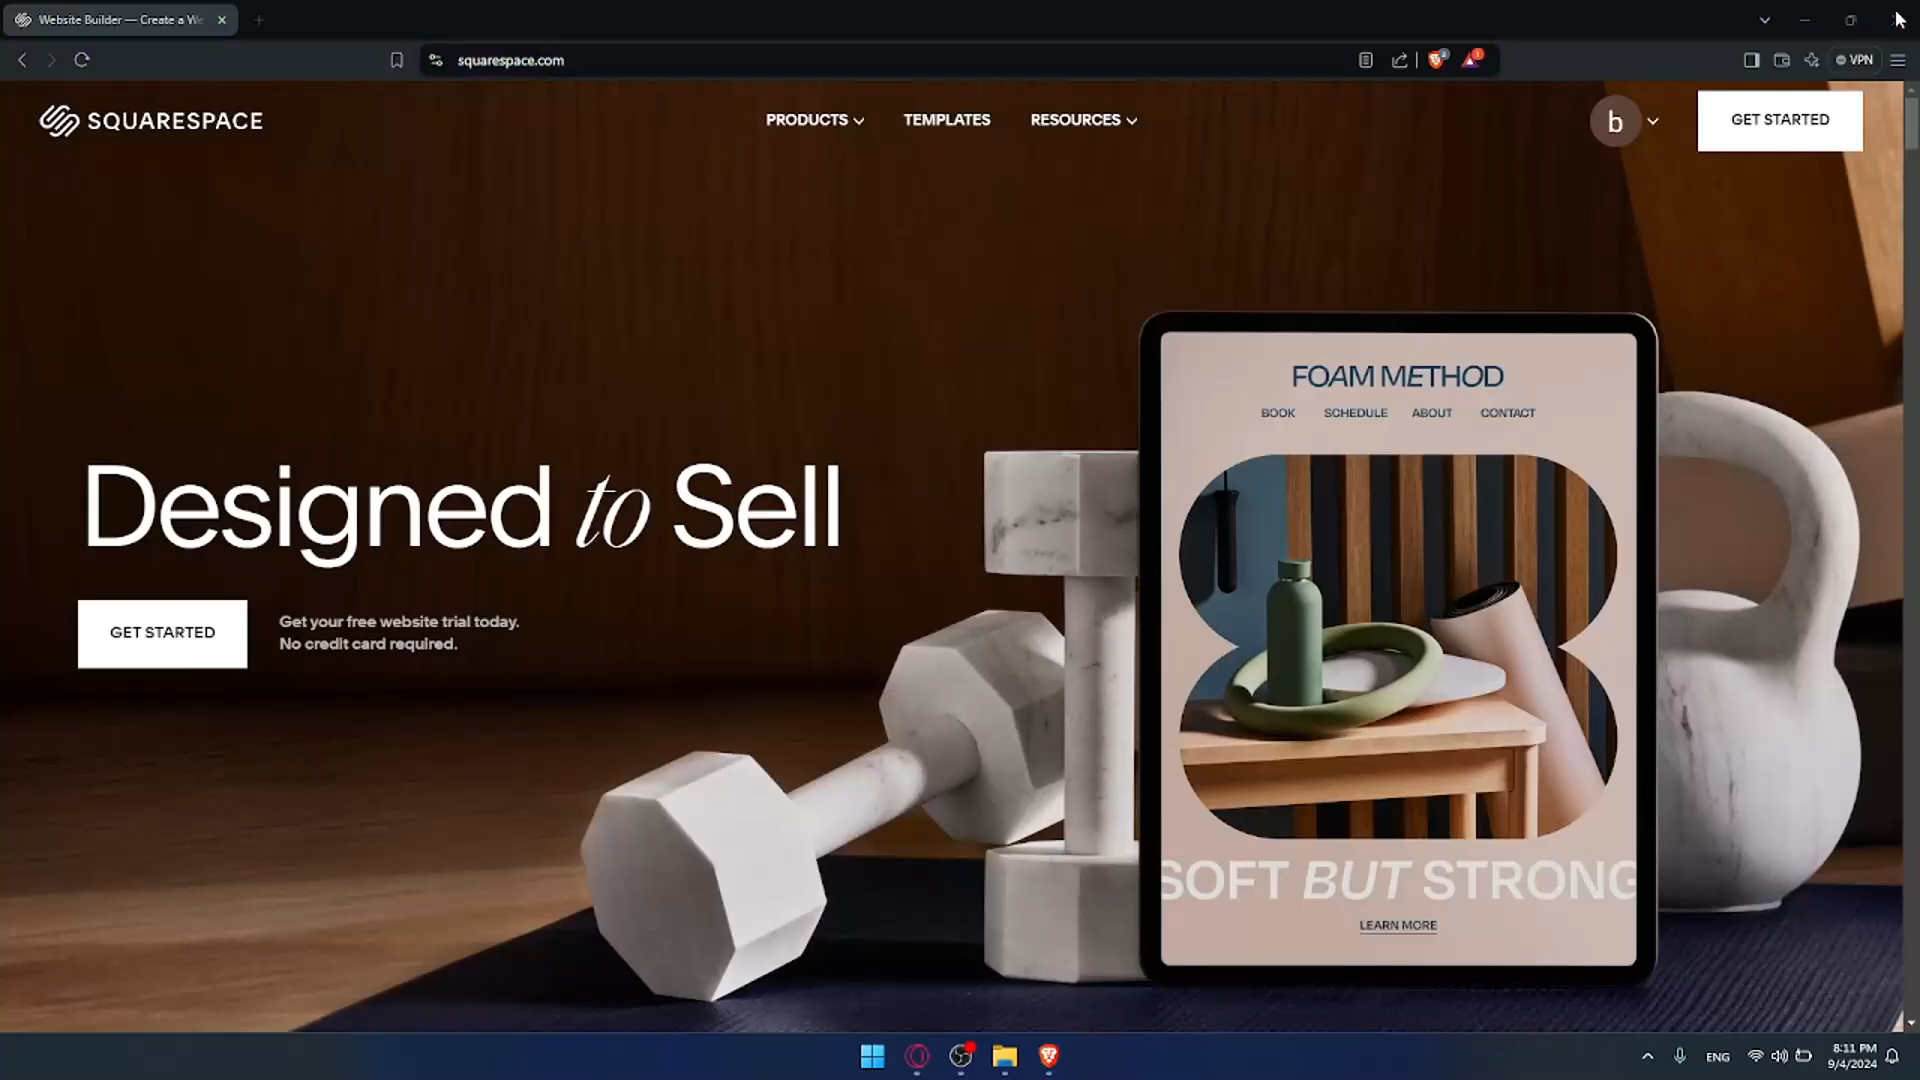 Website Builder — Create a We
squarespace.com
VPN
SQUARESPACE
PRODUCTS
TEMPLATES
RESOURCES
b
GET STARTED
FOAM METHOD
BOOK
SCHEDULE
ABOUT
CONTACT
Designed to Sell
GET STARTED
Get your free website trial today.
No credit card required.
SOFT BUT STRONG
LEARN MORE
ENG
8:11 PM
9/4/2024